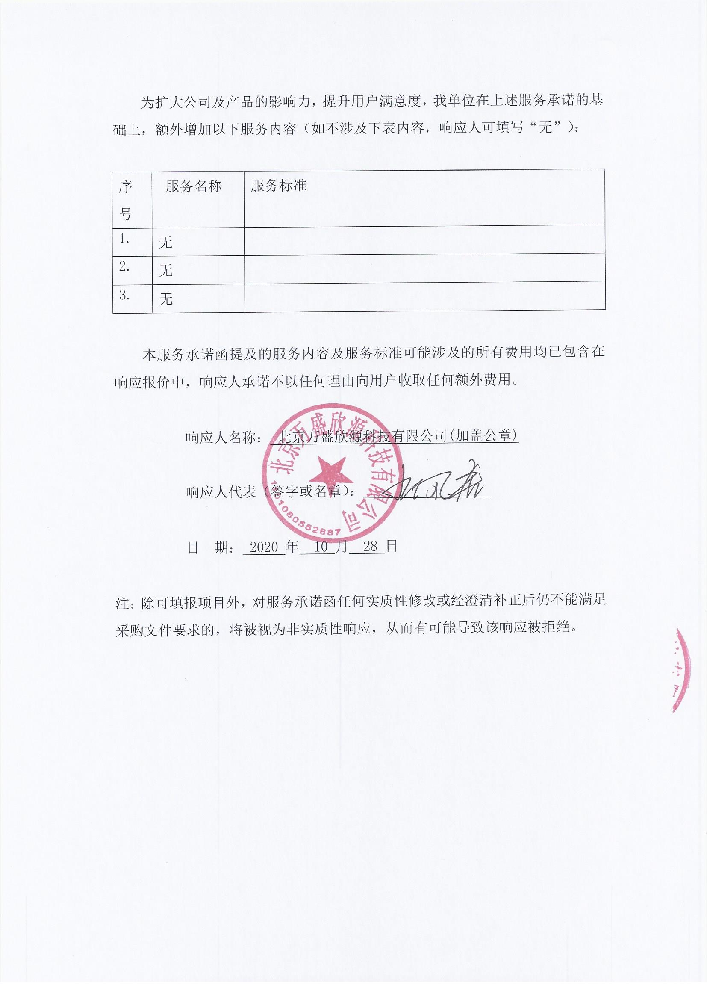 为扩大公司及产品的影响力，提升用户满意度，我单位在上述服务承诺的基
础上，额外增加以下服务内容（如不涉及下表内容，响应人可填写“无”）：
序号 服务名称 服务标准
1. 无
2. 无
3. 无
本服务承诺函提及的服务内容及服务标准可能涉及的所有费用均已包含在
响应报价中，响应人承诺不以任何理由向用户收取任何额外费用。
响应人名称： 北京万盛欣源科技有限公司(加盖公章)
北京万盛欣源科技有限公司
响应人代表（签字或名章）：
日 期： 2020 年 10 月 28 日
注：除可填报项目外，对服务承诺函任何实质性修改或经澄清补正后仍不能满足
采购文件要求的，将被视为非实质性响应，从而有可能导致该响应被拒绝。